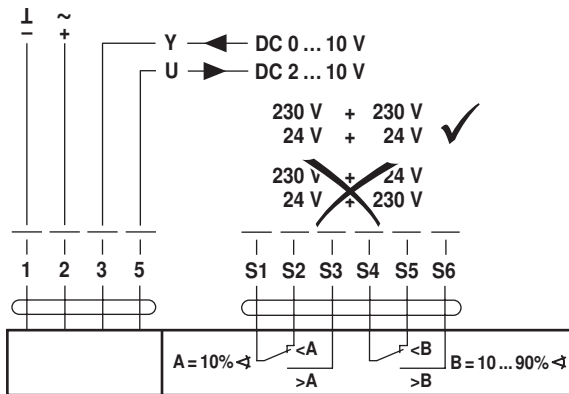 ⊥ ~
− +
Y DC 0 ... 10 V
U DC 2 ... 10 V
230 V + 230 V
24 V + 24 V
230 V + 24 V
24 V + 230 V
1 2 3 5 S1 S2 S3 S4 S5 S6
A = 10% ∢ <A <B B = 10 ... 90% ∢
>A >B